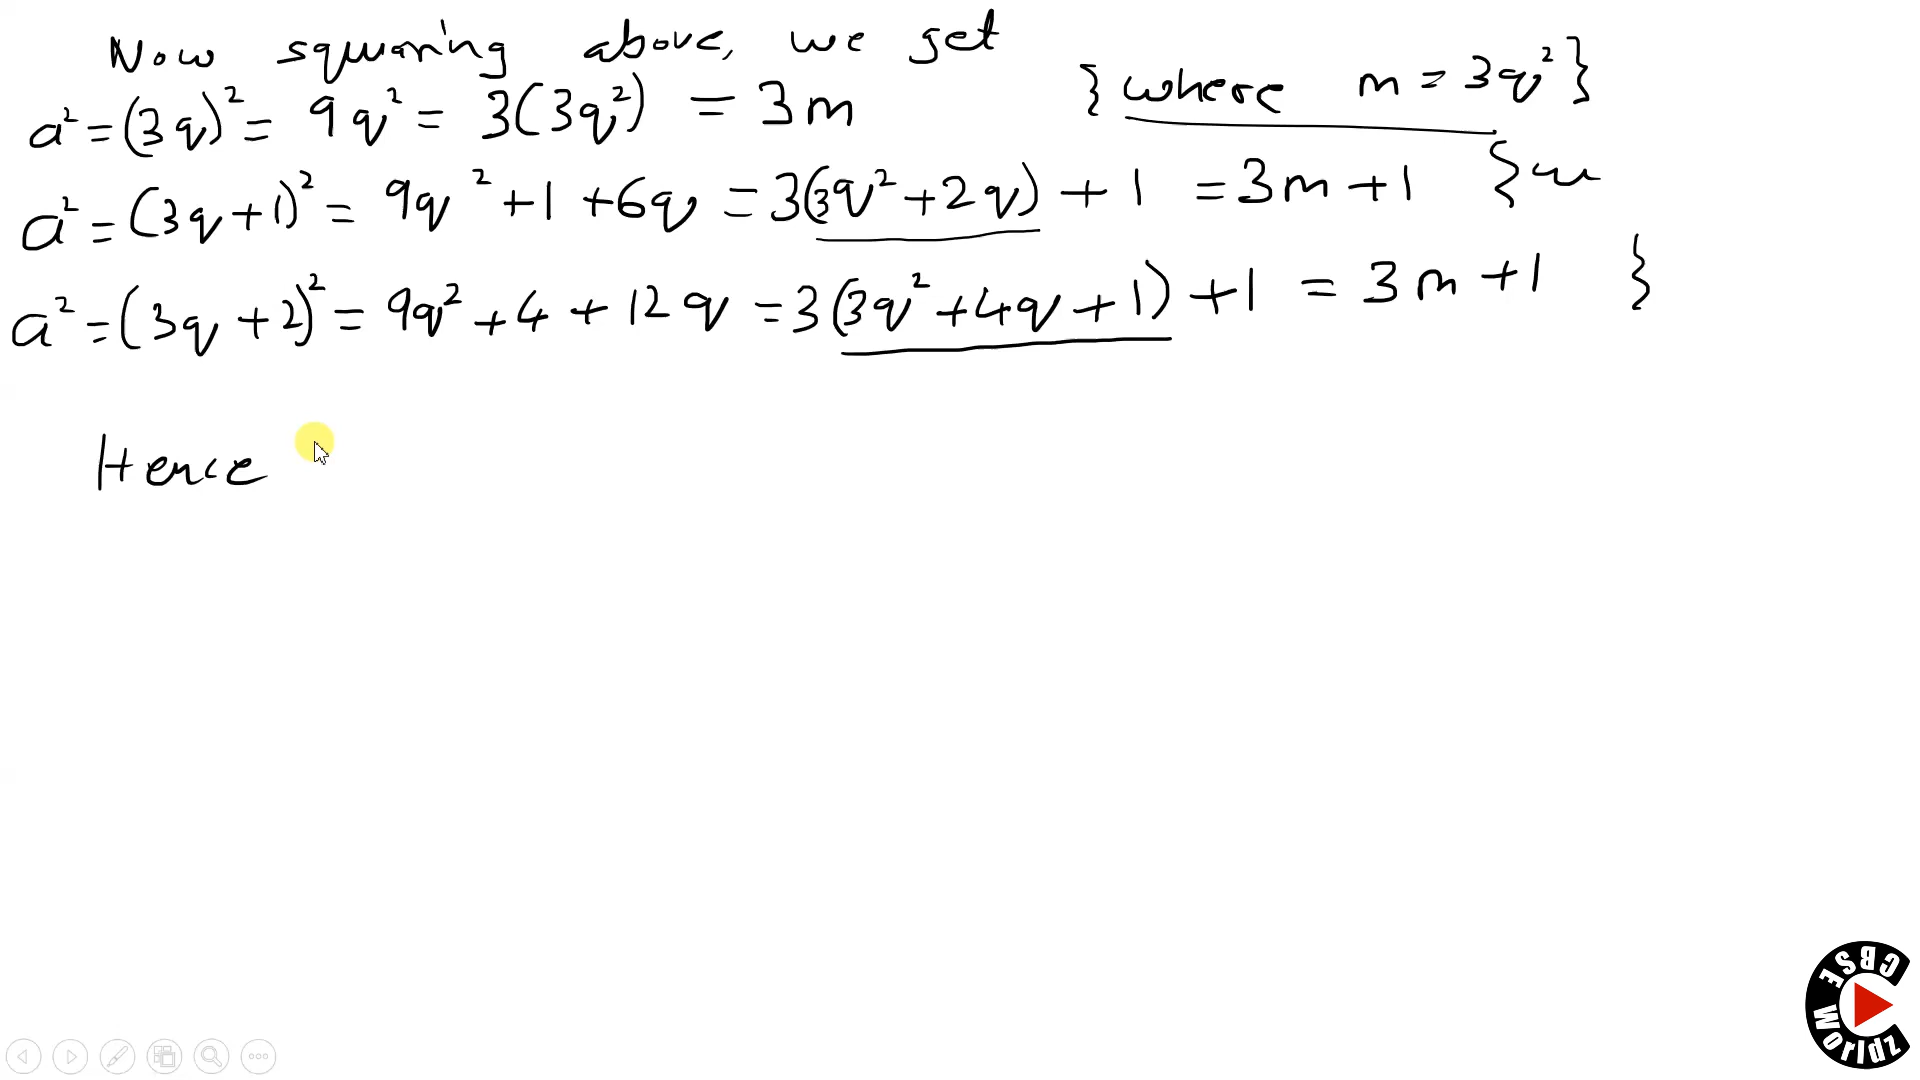 Now squaring above, we get
a² = (3q)² = 9q² = 3(3q²) = 3m {where m = 3q²}
a² = (3q+1)² = 9q² + 1 + 6q = 3(3q² + 2q) + 1 = 3m + 1 {
a² = (3q + 2)² = 9q² + 4 + 12q = 3(3q² + 4q + 1) + 1 = 3m + 1 }
Hence
CBSE Worldz